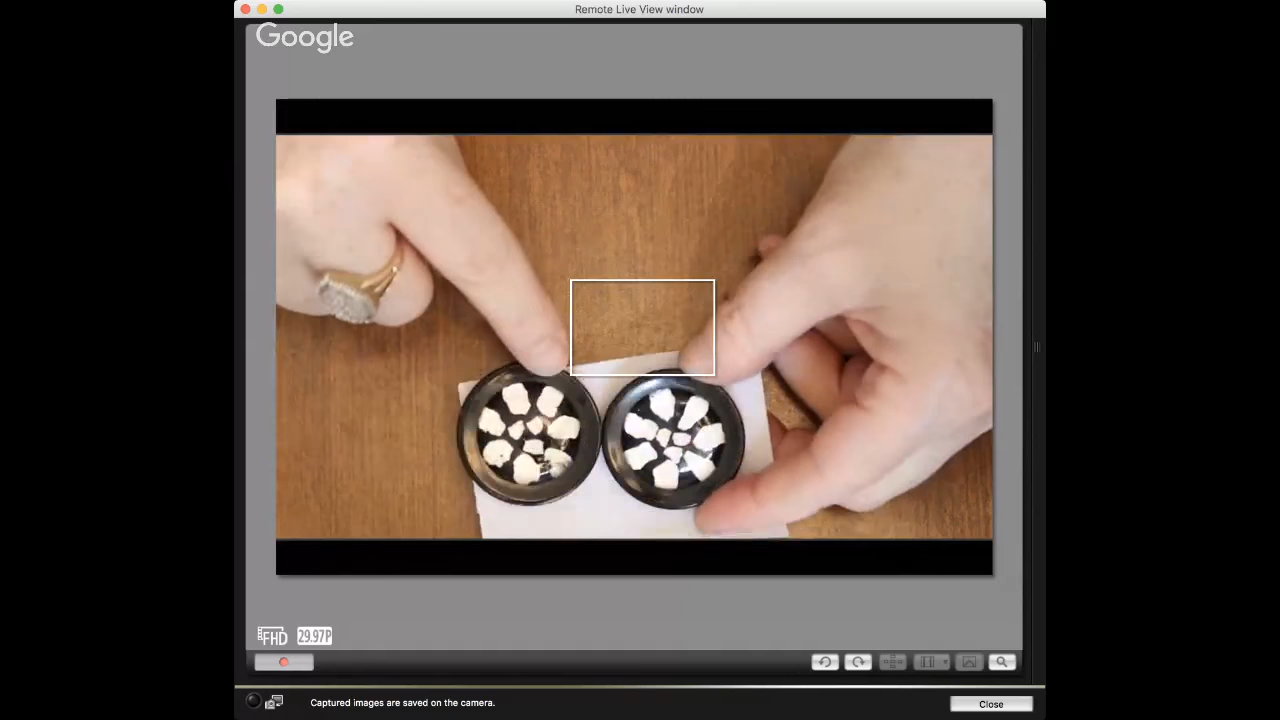 Remote Live View window
Google
FHD 29.97P
Captured images are saved on the camera.
Close